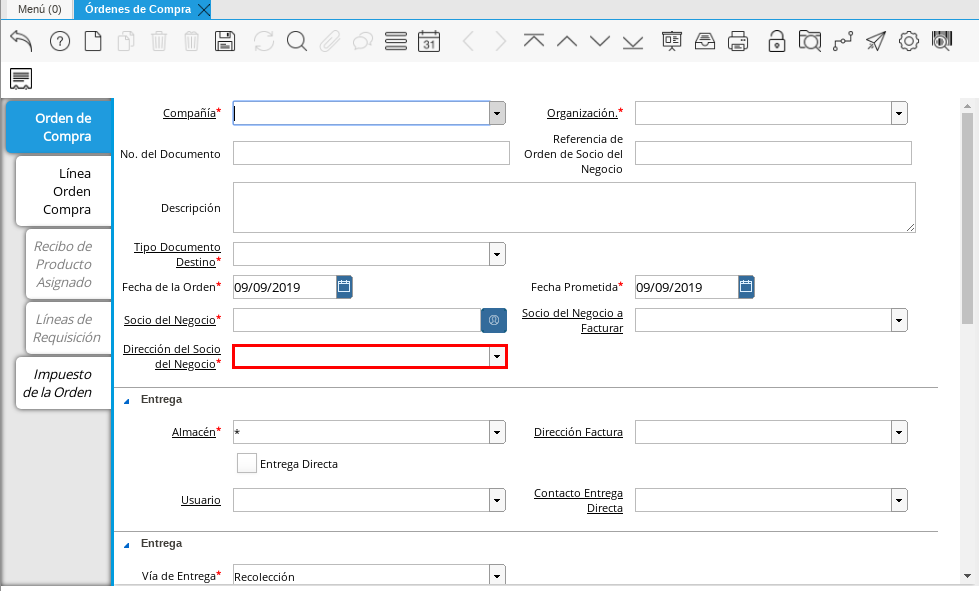 Menú (0)
Órdenes de Compra
31
Orden de
Compra
Línea
Orden
Compra
Recibo de
Producto
Asignado
Líneas de
Requisición
Impuesto
de la Orden
Compañía*
Organización.*
No. del Documento
Referencia de
Orden de Socio del
Negocio
Descripción
Tipo Documento
Destino*
Fecha de la Orden* 09/09/2019
Fecha Prometida* 09/09/2019
Socio del Negocio*
Socio del Negocio a
Facturar
Dirección del Socio
del Negocio*
Entrega
Almacén* *
Dirección Factura
Entrega Directa
Usuario
Contacto Entrega
Directa
Entrega
Vía de Entrega* Recolección